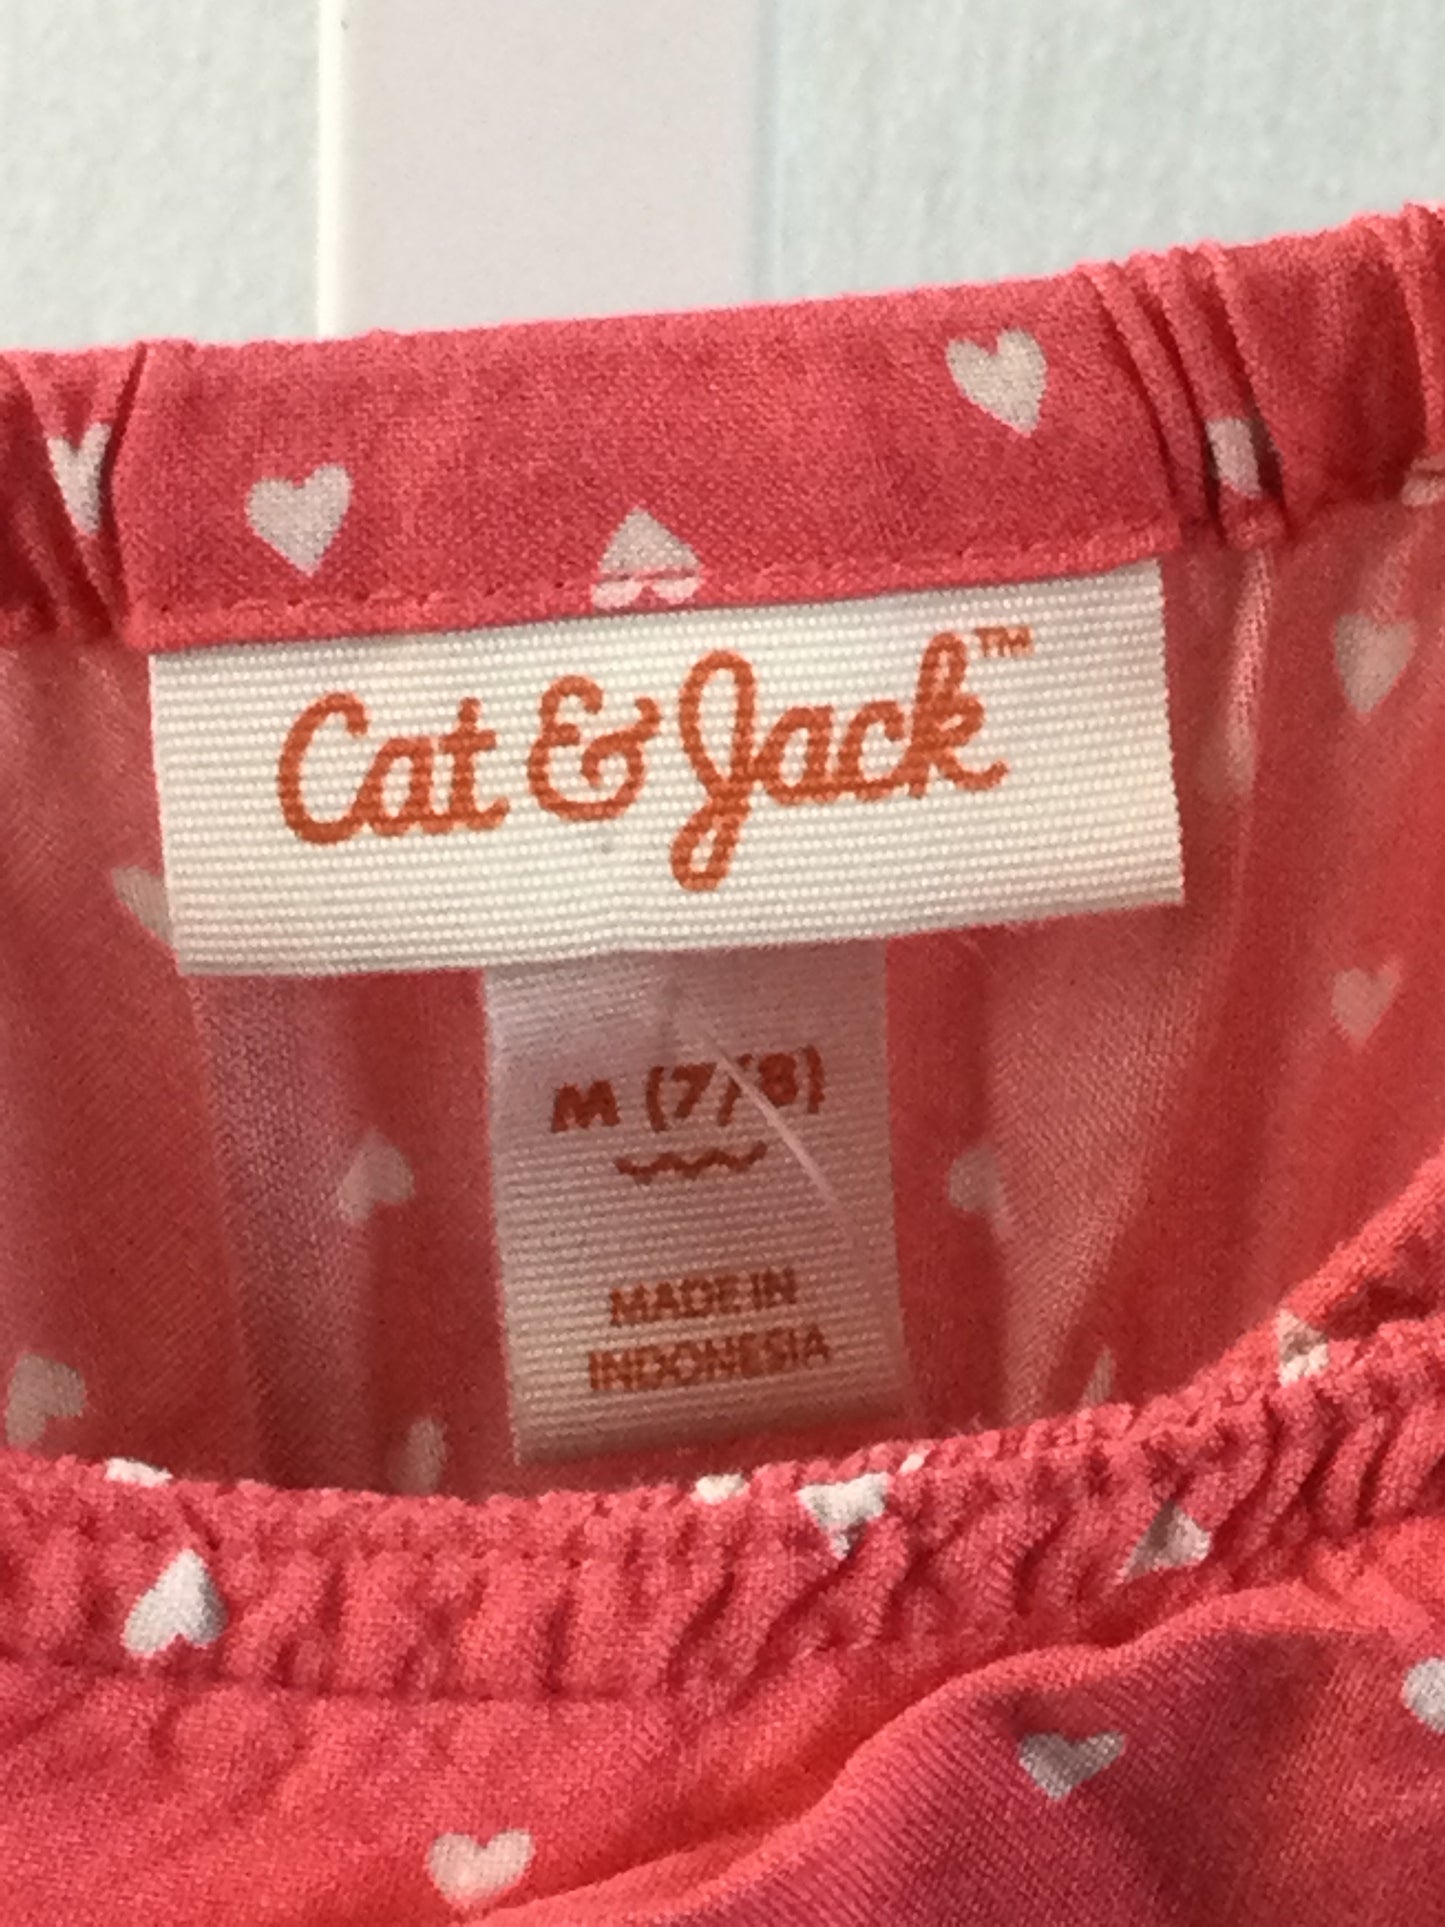 Cat & Jack™
M (7/8)
MADE IN
INDONESIA